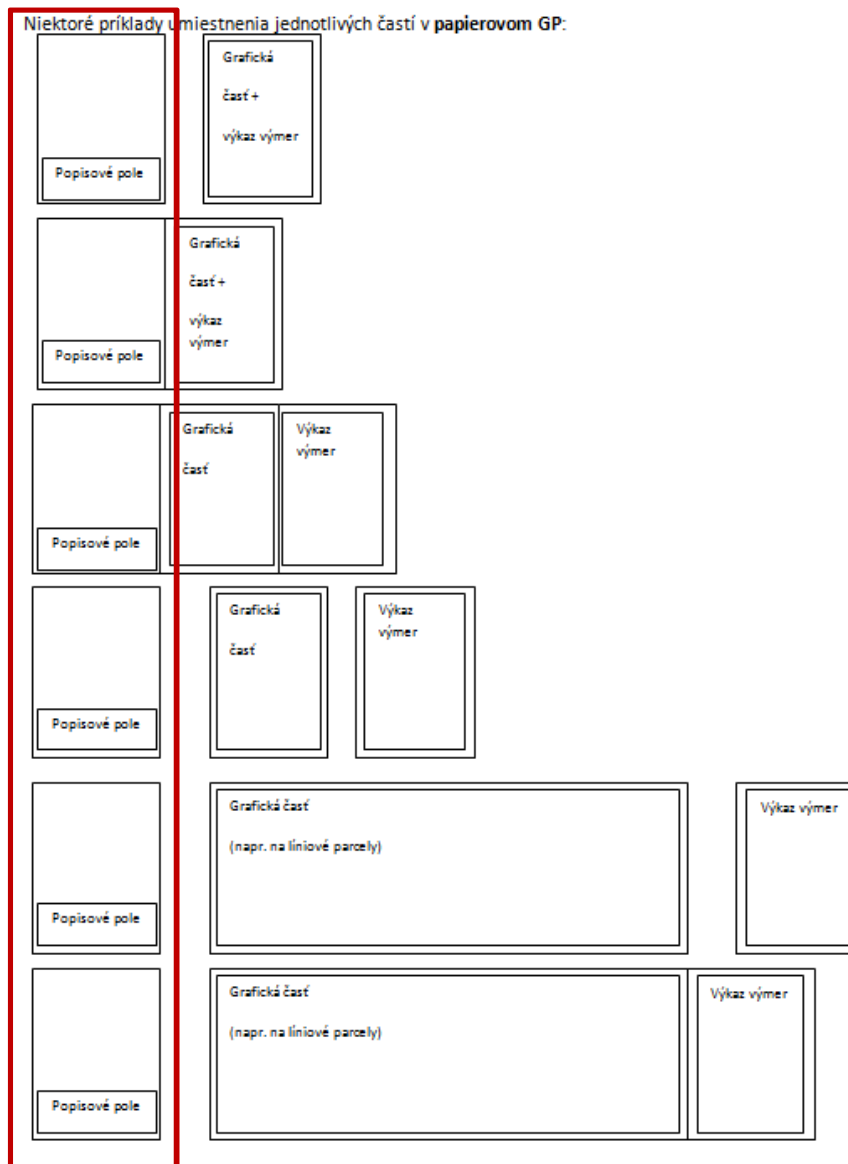 Niektoré príklady umiestnenia jednotlivých častí v papierovom GP:
Grafická
časť +
výkaz výmer
Popisové pole
Grafická
časť +
výkaz
výmer
Popisové pole
Grafická
časť
Výkaz
výmer
Popisové pole
Grafická
časť
Výkaz
výmer
Popisové pole
Grafická časť
(napr. na líniové parcely)
Výkaz výmer
Popisové pole
Grafická časť
(napr. na líniové parcely)
Výkaz výmer
Popisové pole